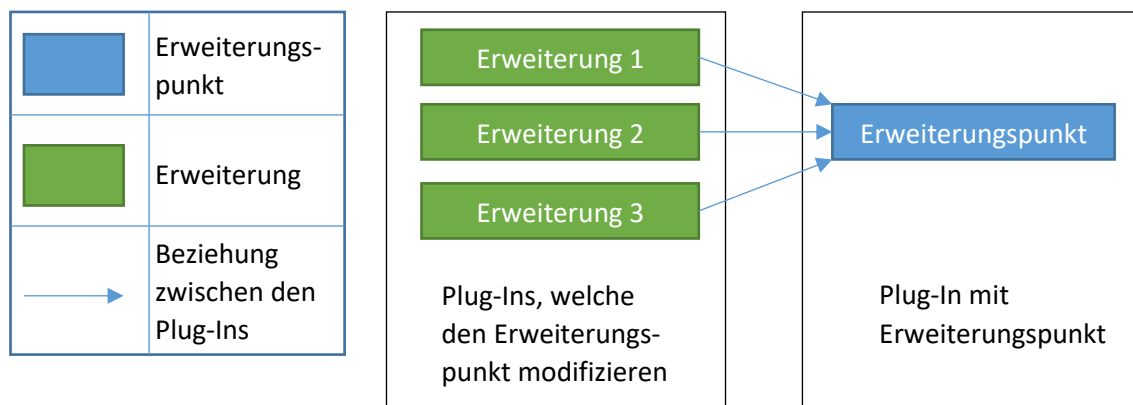 Erweiterungs-
punkt
Erweiterung
Beziehung
zwischen den
Plug-Ins
Erweiterung 1
Erweiterung 2
Erweiterung 3
Plug-Ins, welche
den Erweiterungs-
punkt modifizieren
Erweiterungspunkt
Plug-In mit
Erweiterungspunkt